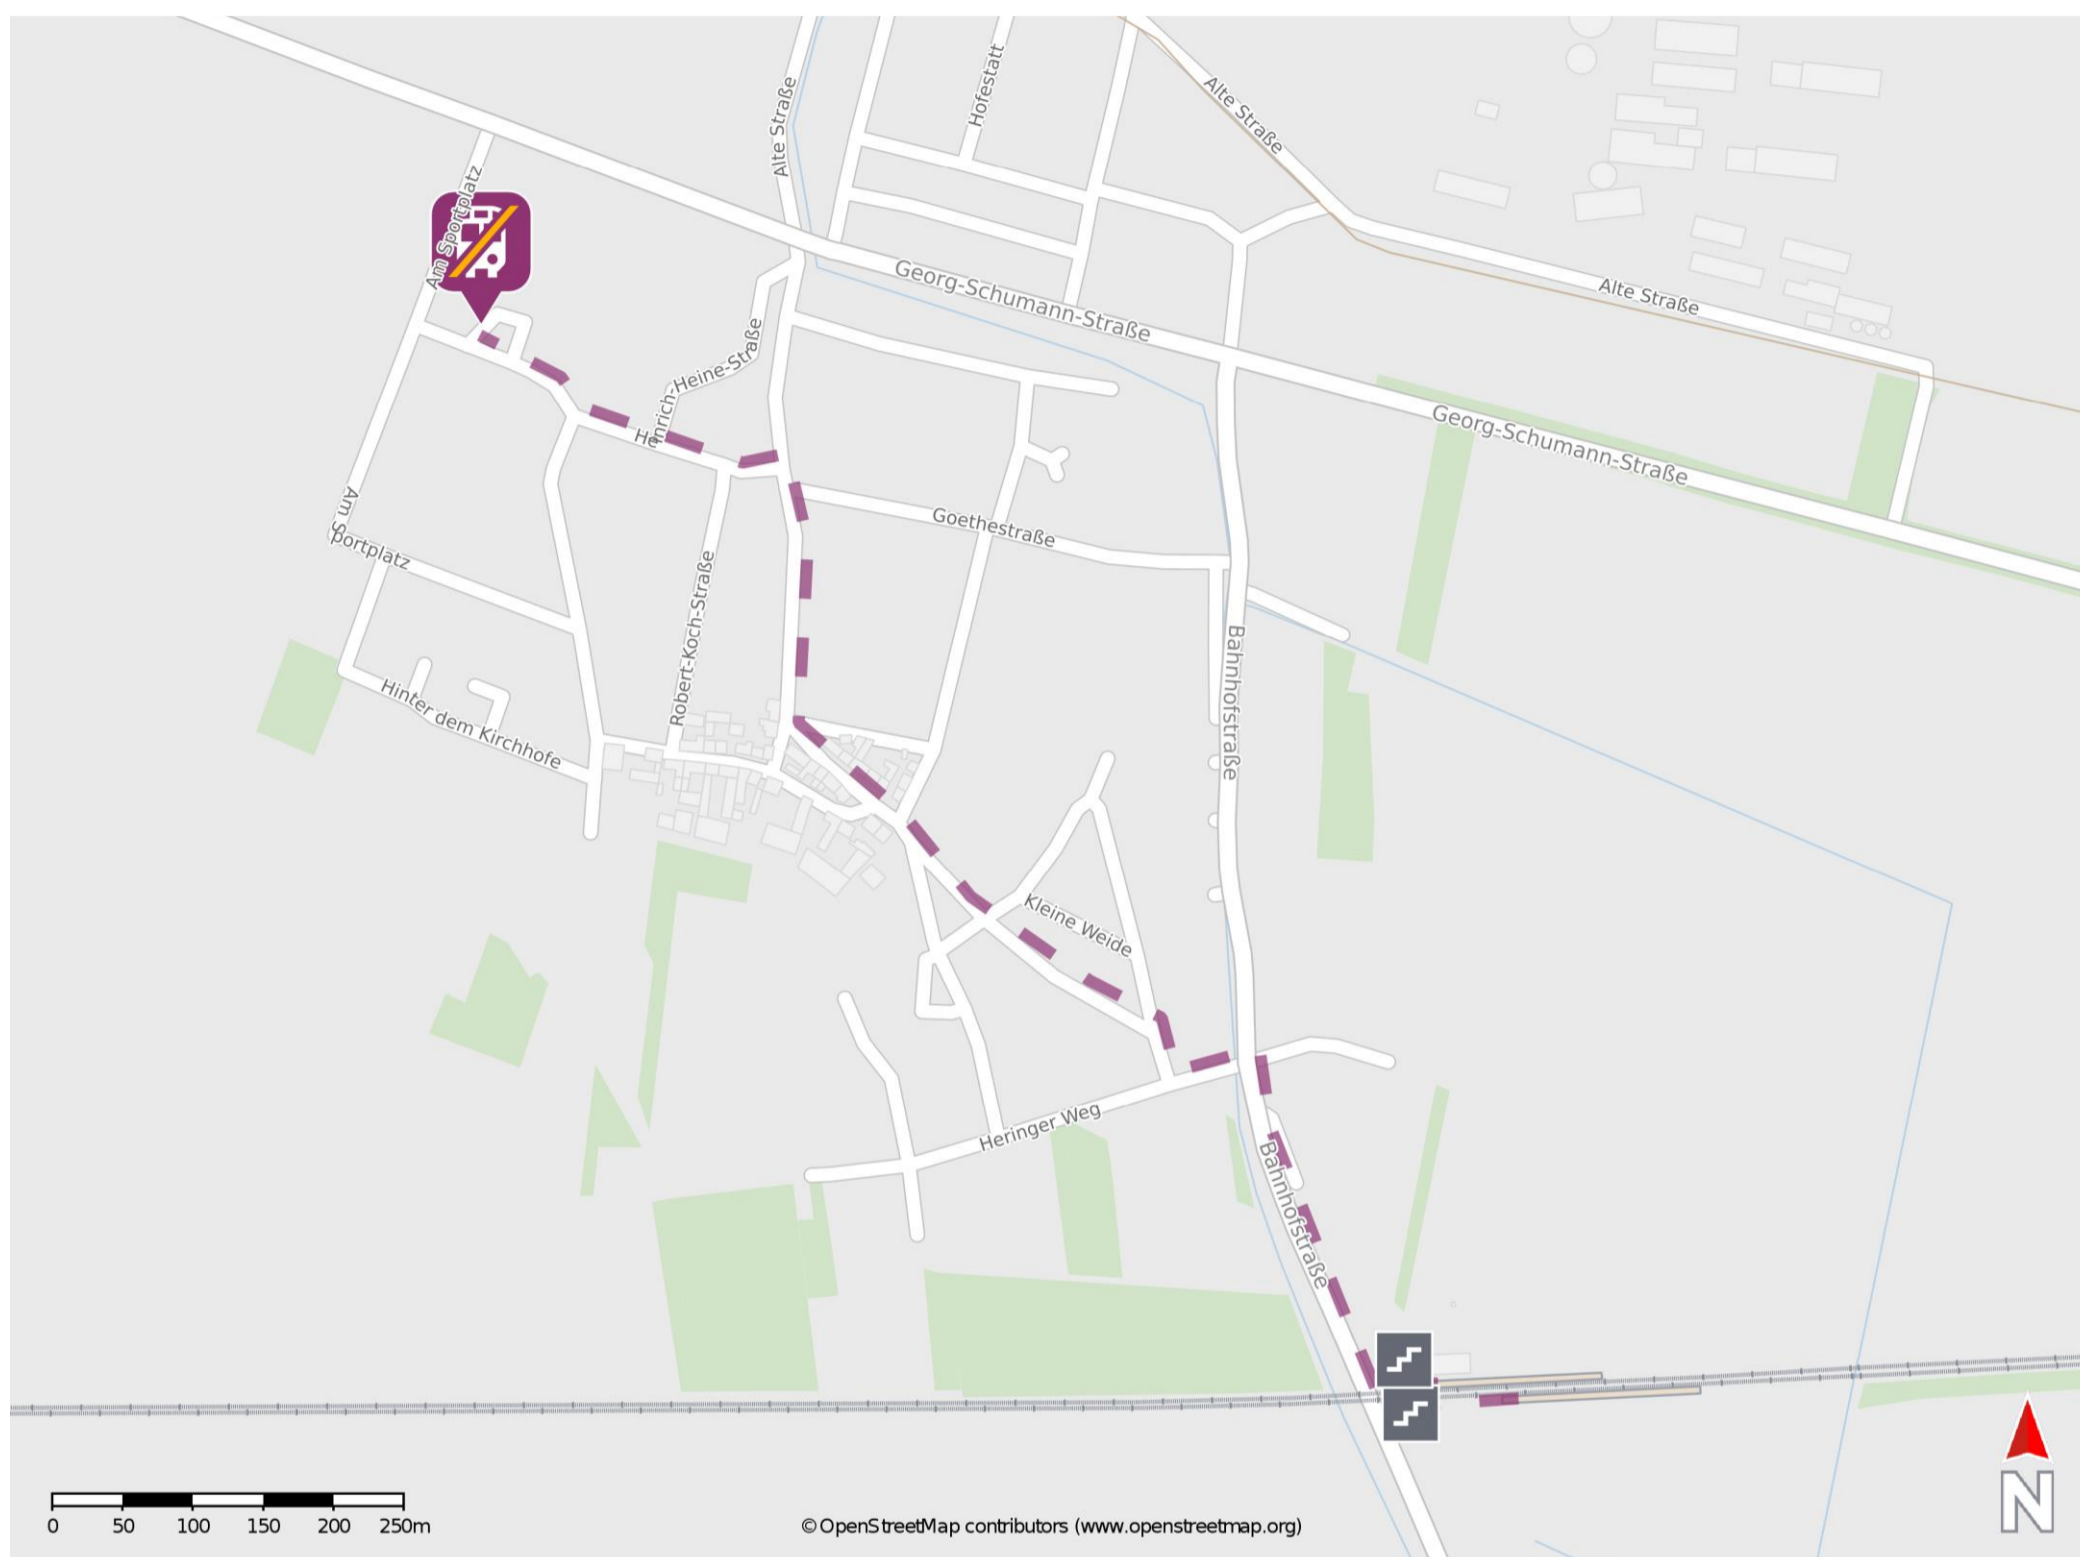 Hofestatt
Alte Straße
Alte Straße
Am Sportplatz
Georg-Schumann-Straße
Alte Straße
Heinrich-Heine-Straße
Georg-Schumann-Straße
Am Sportplatz
Goethestraße
Robert-Koch-Straße
Bahnhofstraße
Hinter dem Kirchhofe
Kleine Weide
Heringer Weg
Bahnhofstraße
0 50 100 150 200 250m
© OpenStreetMap contributors (www.openstreetmap.org)
N